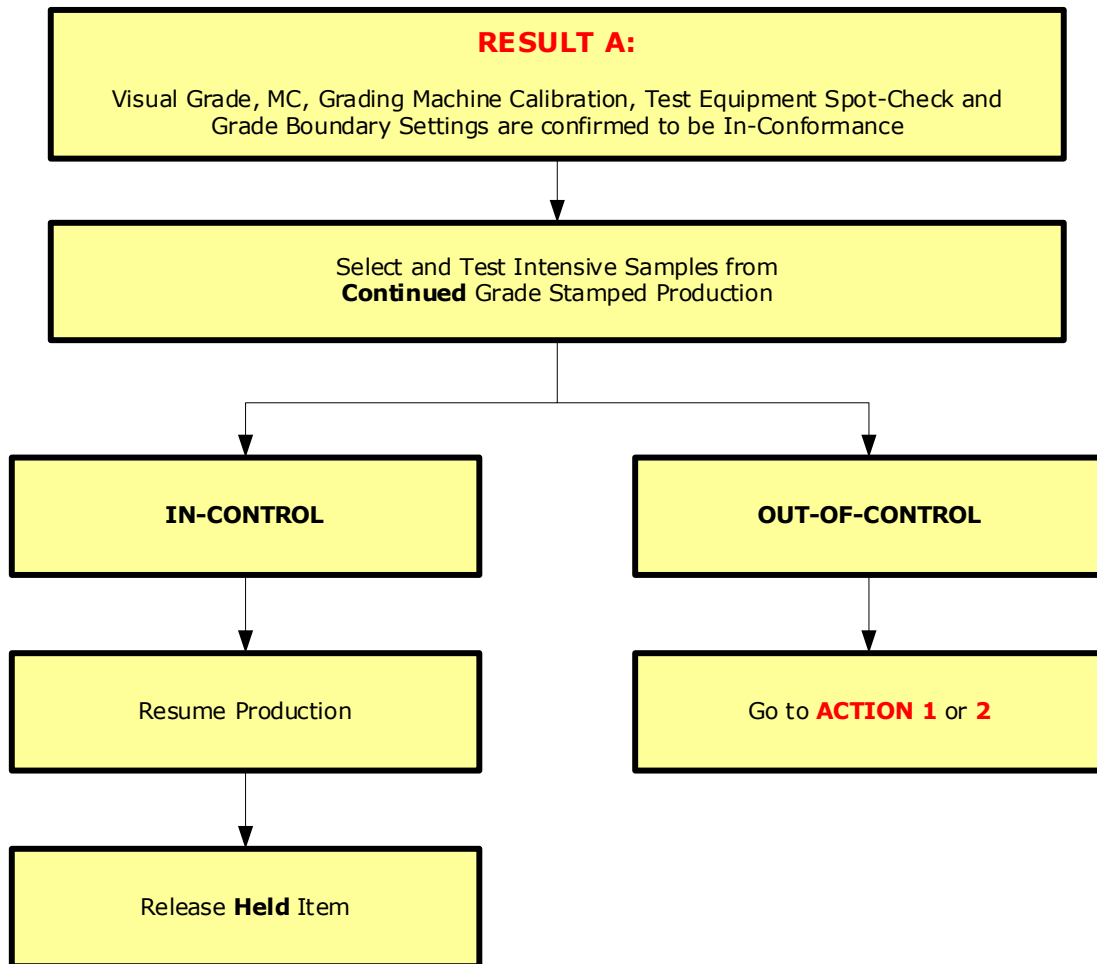 RESULT A:
Visual Grade, MC, Grading Machine Calibration, Test Equipment Spot-Check and
Grade Boundary Settings are confirmed to be In-Conformance
Select and Test Intensive Samples from
Continued Grade Stamped Production
IN-CONTROL
OUT-OF-CONTROL
Resume Production
Go to ACTION 1 or 2
Release Held Item